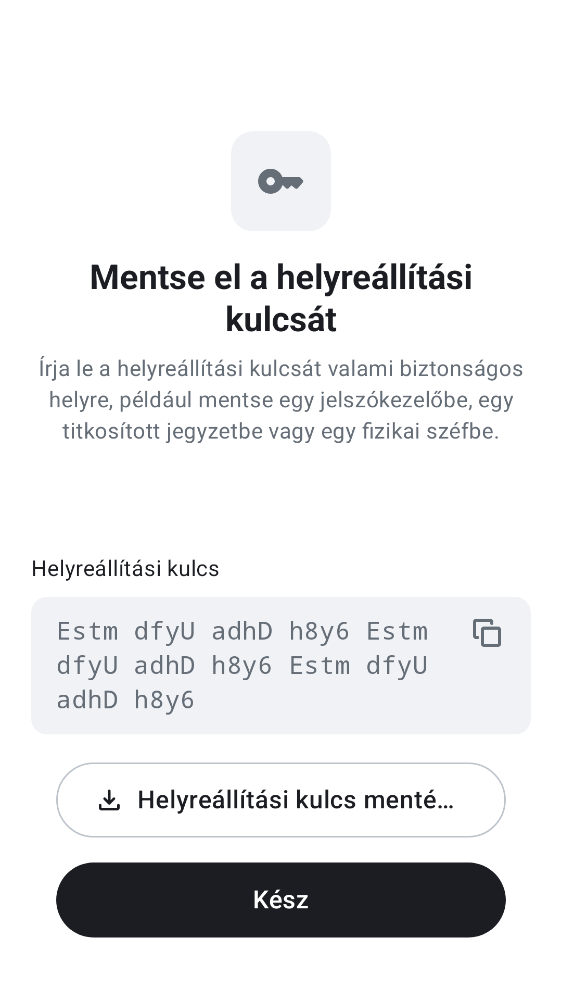 Mentse el a helyreállítási
kulcsát
Írja le a helyreállítási kulcsát valami biztonságos
helyre, például mentse egy jelszókezelőbe, egy
titkosított jegyzetbe vagy egy fizikai széfbe.
Helyreállítási kulcs
Estm dfyU adhD h8y6 Estm
dfyU adhD h8y6 Estm dfyU
adhD h8y6
Helyreállítási kulcs menté…
Kész